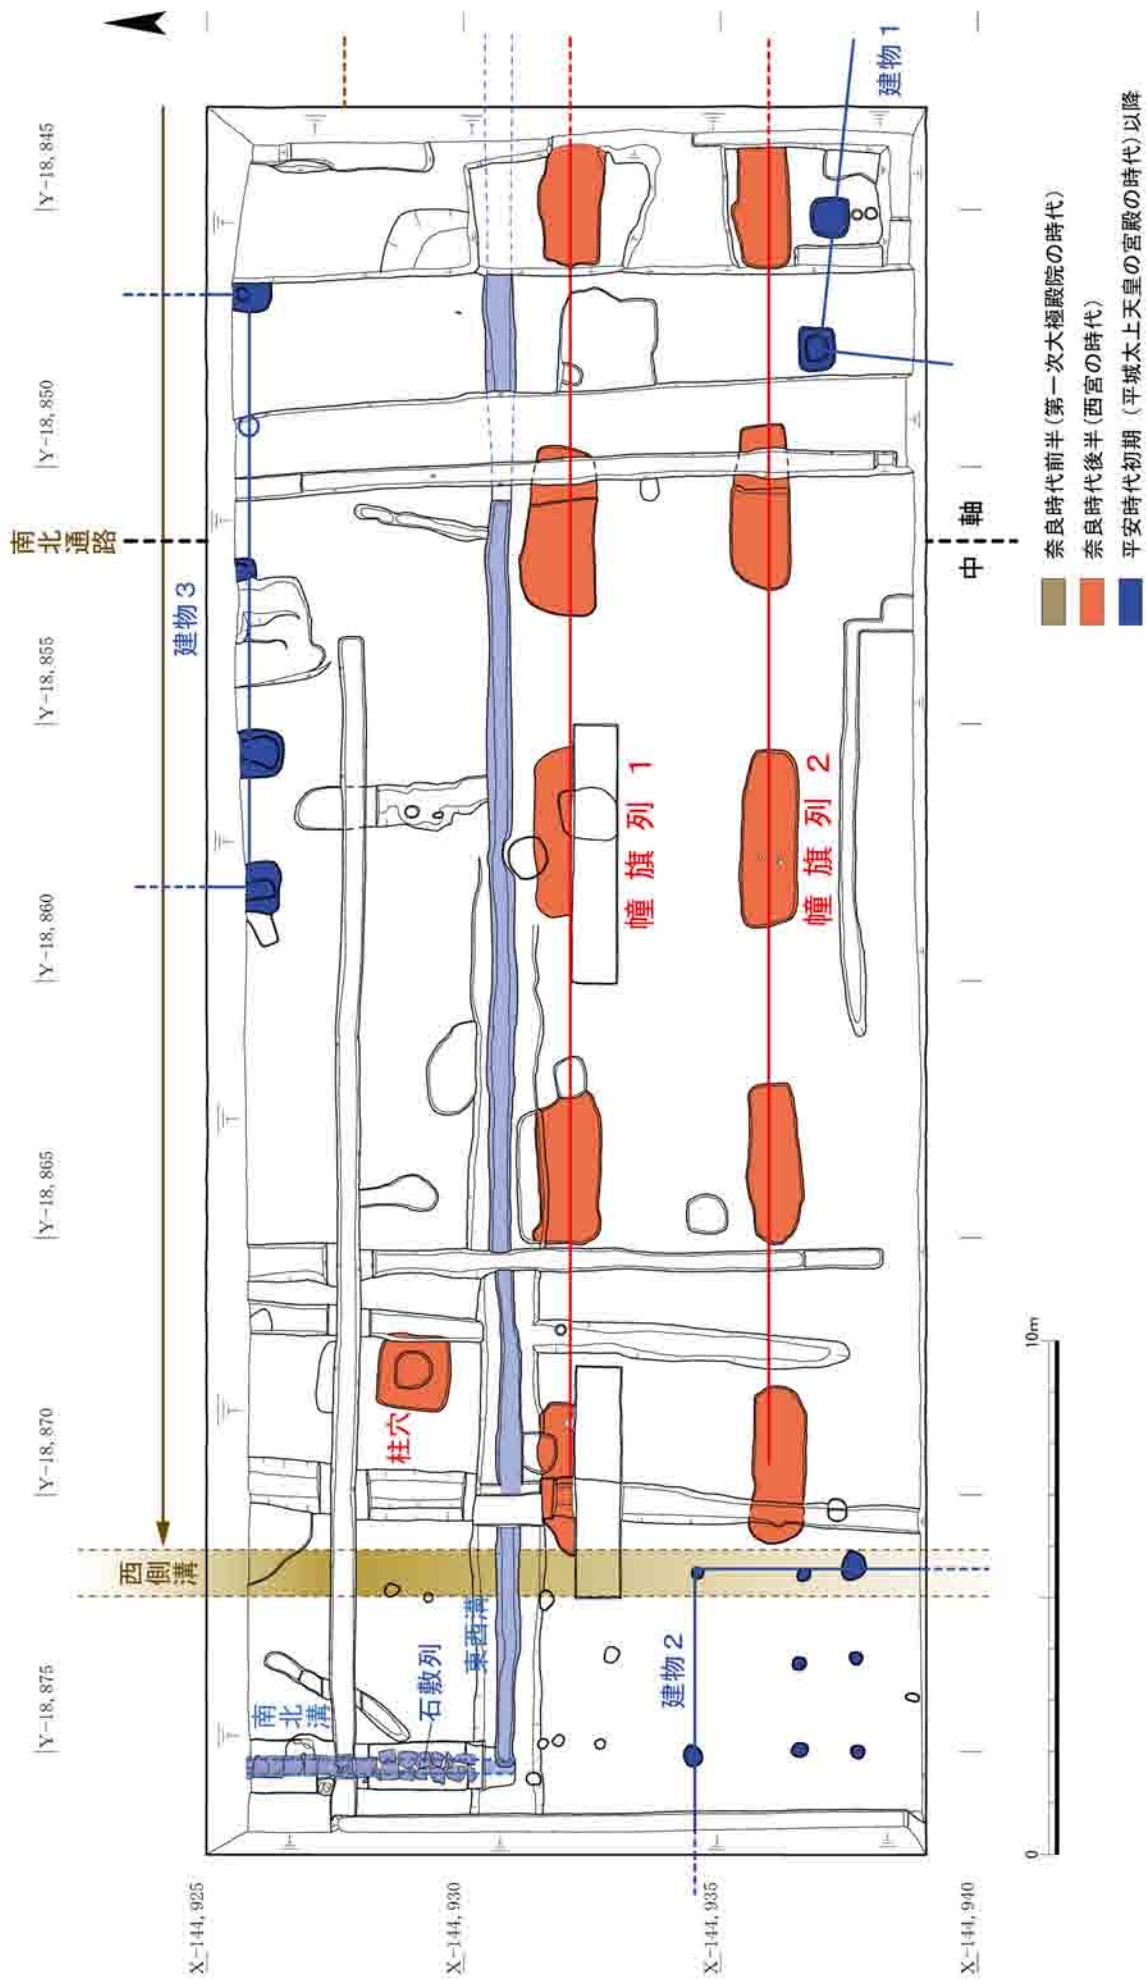 Y-18,875
Y-18,870
Y-18,865
Y-18,860
Y-18,855
Y-18,850
Y-18,845
南北通路
西側溝
X-144,925
X-144,930
X-144,935
X-144,940
建物3
南北溝
石敷列
東西溝
柱穴
幢旗列 1
幢旗列 2
建物2
建物1
中軸
0
10m
奈良時代前半(第一次大極殿院の時代)
奈良時代後半(西宮の時代)
平安時代初期(平城太上天皇の宮殿の時代)以降